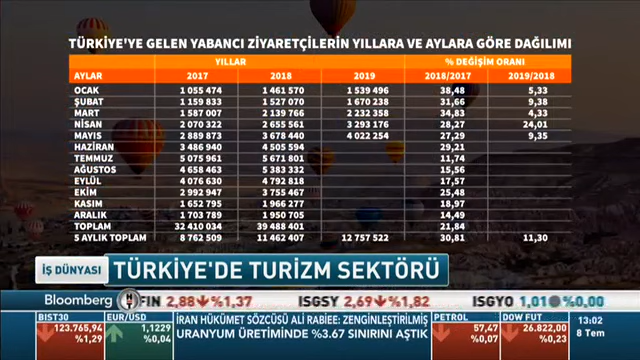 TÜRKİYE'YE GELEN YABANCI ZİYARETÇİLERİN YILLARA VE AYLARA GÖRE DAĞILIMI
YILLAR % DEĞİŞİM ORANI
AYLAR 2017 2018 2019 2018/2017 2019/2018
OCAK 1 055 474 1 461 570 1 539 496 38,48 5,33
ŞUBAT 1 159 833 1 527 070 1 670 238 31,66 9,38
MART 1 587 007 2 139 766 2 232 358 34,83 4,33
NİSAN 2 070 322 2 655 561 3 293 176 28,27 24,01
MAYIS 2 889 873 3 678 440 4 022 254 27,29 9,35
HAZİRAN 3 486 940 4 505 594 29,21
TEMMUZ 5 075 961 5 671 801 11,74
AĞUSTOS 4 658 463 5 383 332 15,56
EYLÜL 4 076 630 4 792 818 17,57
EKİM 2 992 947 3 755 467 25,48
KASIM 1 652 795 1 966 277 18,97
ARALIK 1 703 789 1 950 705 14,49
TOPLAM 32 410 034 39 488 401 21,84
5 AYLIK TOPLAM 8 762 509 11 462 407 12 757 522 30,81 11,30
İŞ DÜNYASI TÜRKİYE'DE TURİZM SEKTÖRÜ
Bloomberg HT FIN 2,88 %1,37 ISGSY 2,69 %1,82 ISGYO 1,01 %0,00
BIST30 EUR/USD İRAN HÜKÜMET SÖZCÜSÜ ALİ RABİEE: ZENGİNLEŞTİRİLMİŞ PETROL DOW FUT 13:02
123.765,94 1,1229 URANYUM ÜRETİMİNDE %3.67 SINIRINI AŞTIK 57,47 26.822,00 8 Tem
%1,29 %0,04 %0,07 %0,23